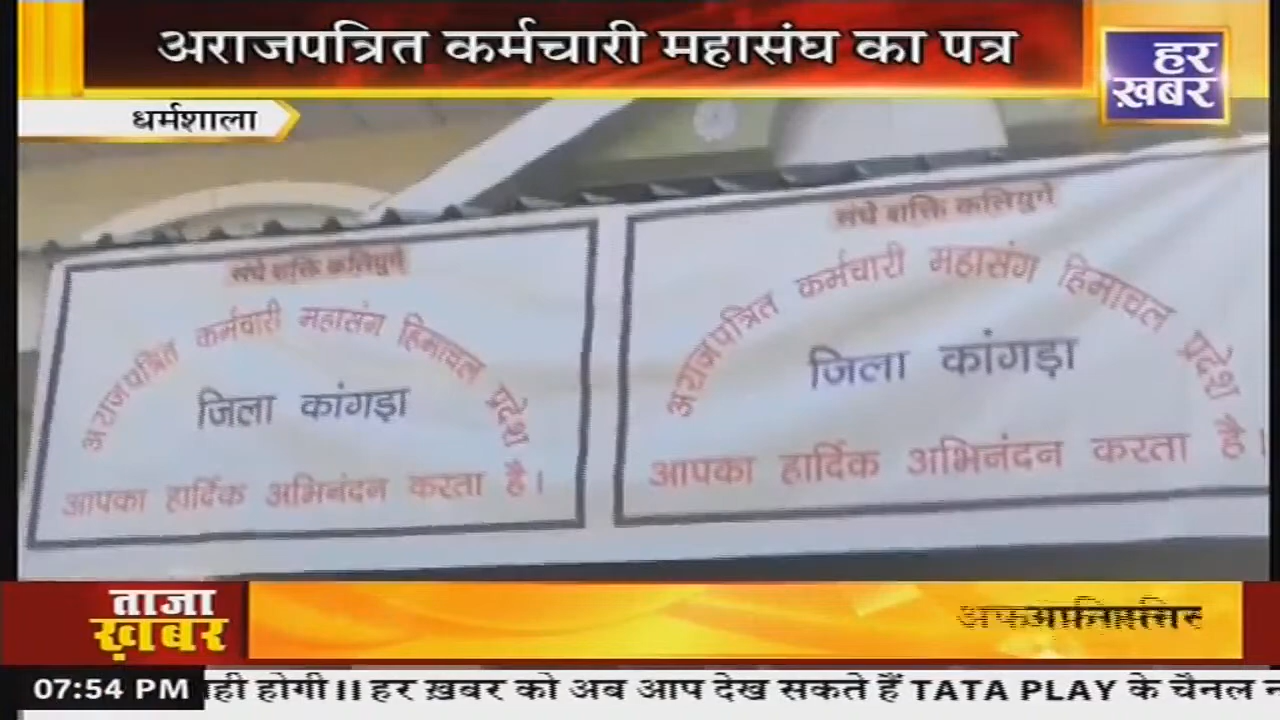 अराजपत्रित कर्मचारी महासंघ का पत्र
हर
ख़बर
धर्मशाला
संघे शक्ति कलियुगे
अराजपत्रित कर्मचारी महासंग हिमाचल प्रदेश
जिला कांगड़ा
आपका हार्दिक अभिनंदन करता है।
संघे शक्ति कलियुगे
अराजपत्रित कर्मचारी महासंग हिमाचल प्रदेश
जिला कांगड़ा
आपका हार्दिक अभिनंदन करता है।
ताजा
ख़बर
07:54 PM
ही होगी II हर ख़बर को अब आप देख सकते हैं TATA PLAY के चैनल